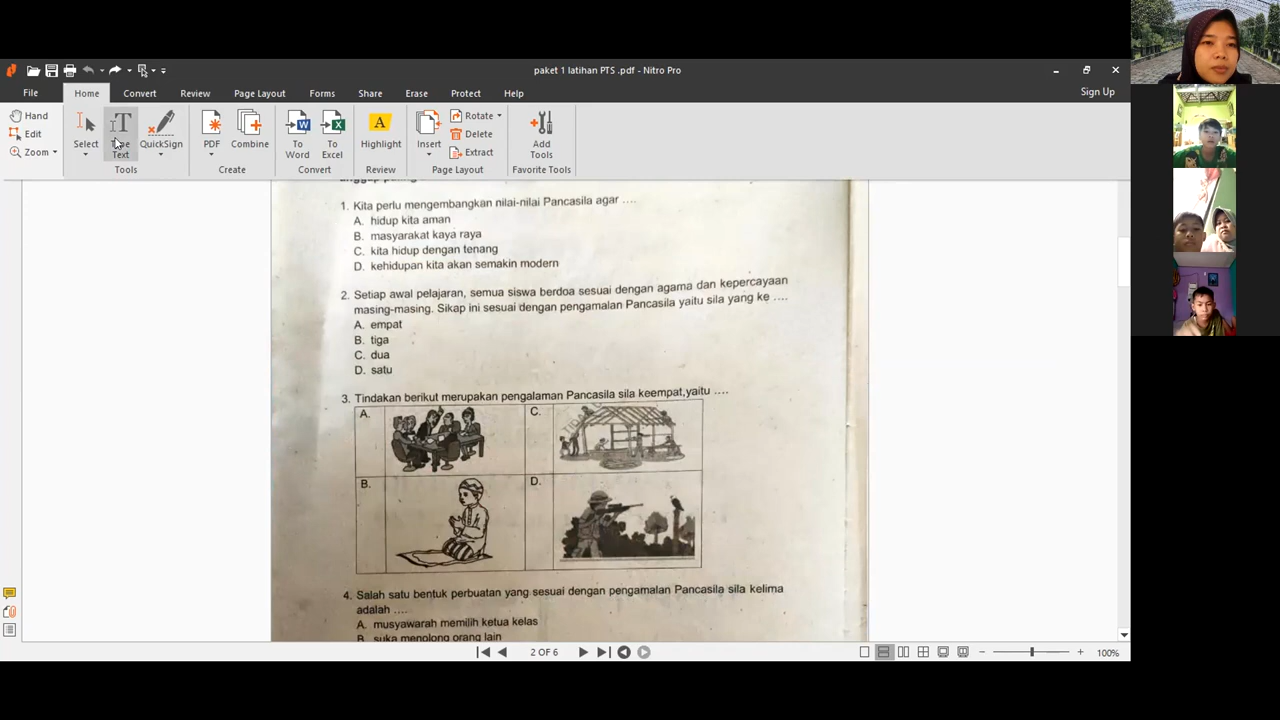 paket 1 latihan PTS .pdf - Nitro Pro
File
Home
Convert
Review
Page Layout
Forms
Share
Erase
Protect
Help
Sign Up
Hand
Edit
Zoom
Select
Type Text
QuickSign
Tools
PDF
Combine
Create
To Word
To Excel
Convert
Highlight
Review
Insert
Rotate
Delete
Extract
Page Layout
Add Tools
Favorite Tools
1. Kita perlu mengembangkan nilai-nilai Pancasila agar ....
A. hidup kita aman
B. masyarakat kaya raya
C. kita hidup dengan tenang
D. kehidupan kita akan semakin modern
2. Setiap awal pelajaran, semua siswa berdoa sesuai dengan agama dan kepercayaan
masing-masing. Sikap ini sesuai dengan pengamalan Pancasila yaitu sila yang ke ....
A. empat
B. tiga
C. dua
D. satu
3. Tindakan berikut merupakan pengalaman Pancasila sila keempat,yaitu ....
A.
C.
B.
D.
4. Salah satu bentuk perbuatan yang sesuai dengan pengamalan Pancasila sila kelima
adalah ....
A. musyawarah memilih ketua kelas
B. suka menolong orang lain
2 OF 6
100%